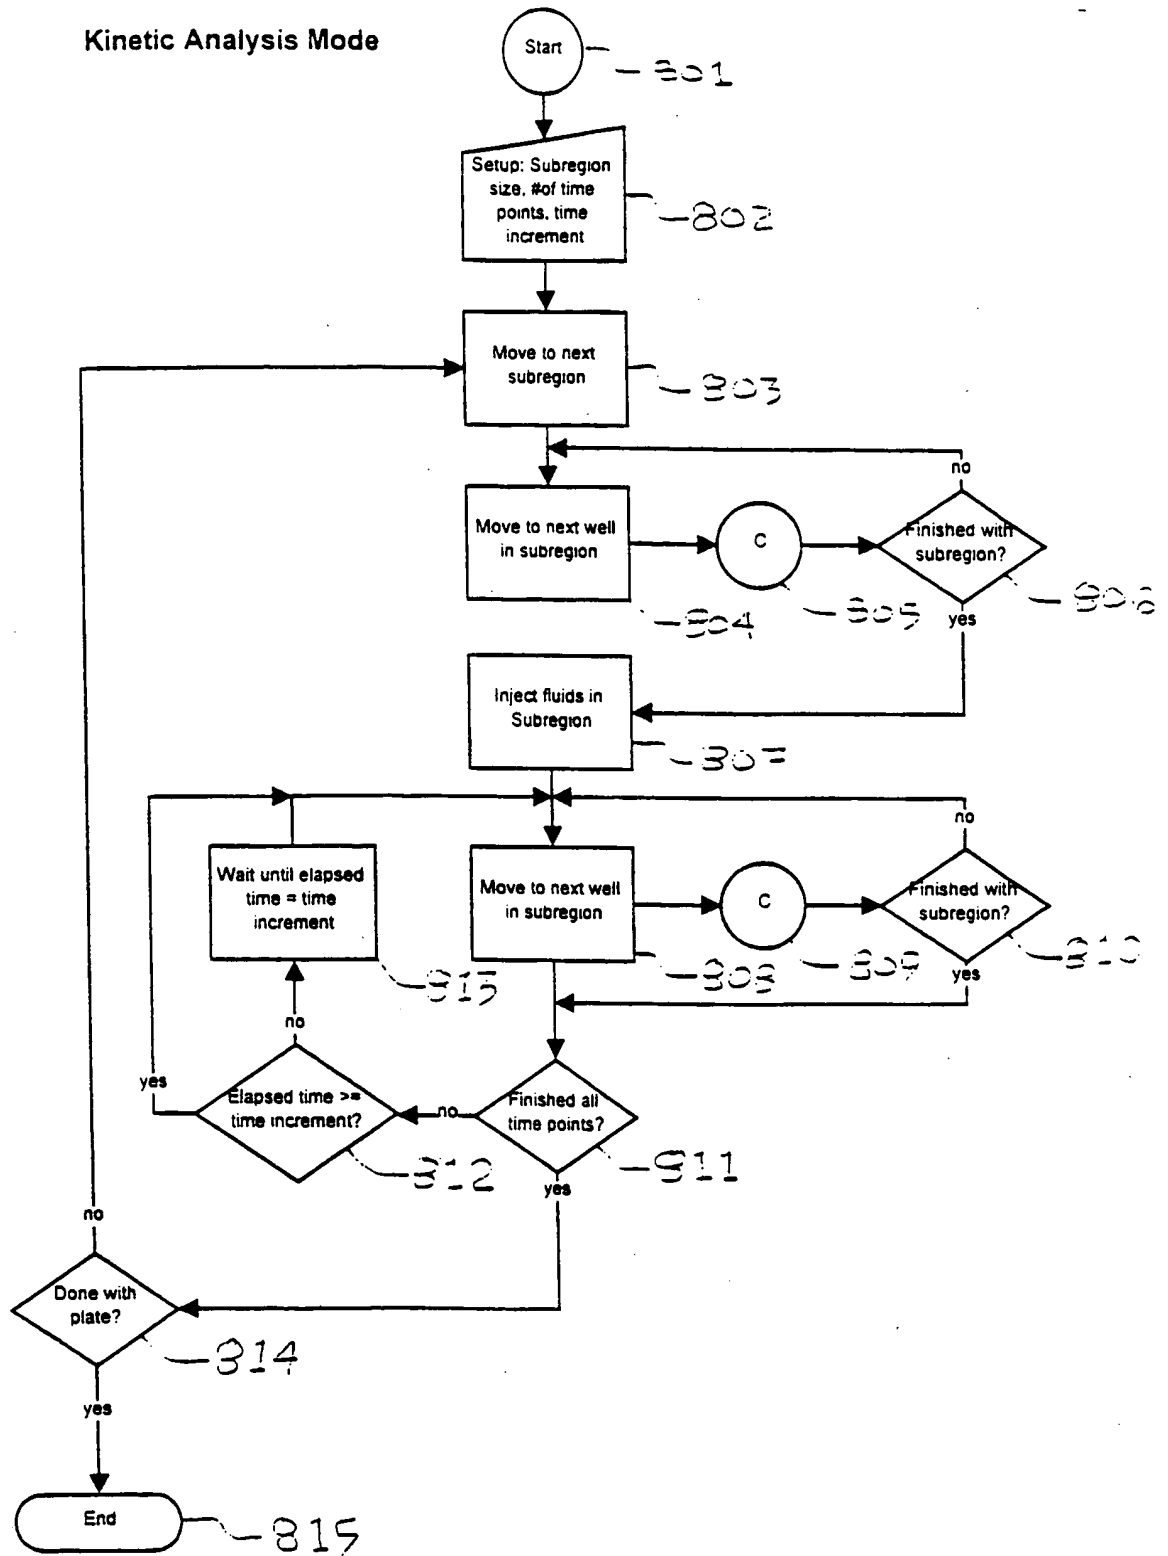 Kinetic Analysis Mode
Start
801
Setup: Subregion
size, #of time
points, time
increment
802
Move to next
subregion
803
no
Move to next well
in subregion
C
Finished with
subregion?
804
805
806
yes
Inject fluids in
Subregion
807
no
Wait until elapsed
time = time
increment
Move to next well
in subregion
C
Finished with
subregion?
813
808
809
810
yes
no
yes
Elapsed time >=
time increment?
no
Finished all
time points?
812
811
yes
no
Done with
plate?
814
yes
End
815